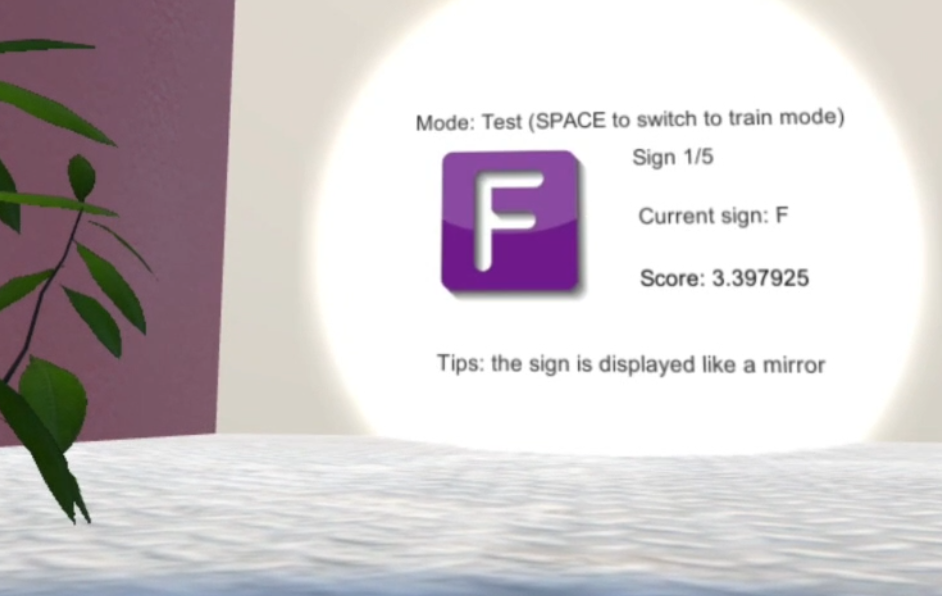 Mode: Test (SPACE to switch to train mode)
Sign 1/5
F
Current sign: F
Score: 3.397925
Tips: the sign is displayed like a mirror